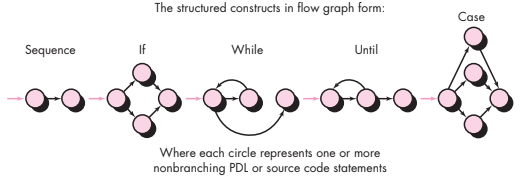 The structured constructs in flow graph form:
Case
Sequence If While Until
Where each circle represents one or more
nonbranching PDL or source code statements